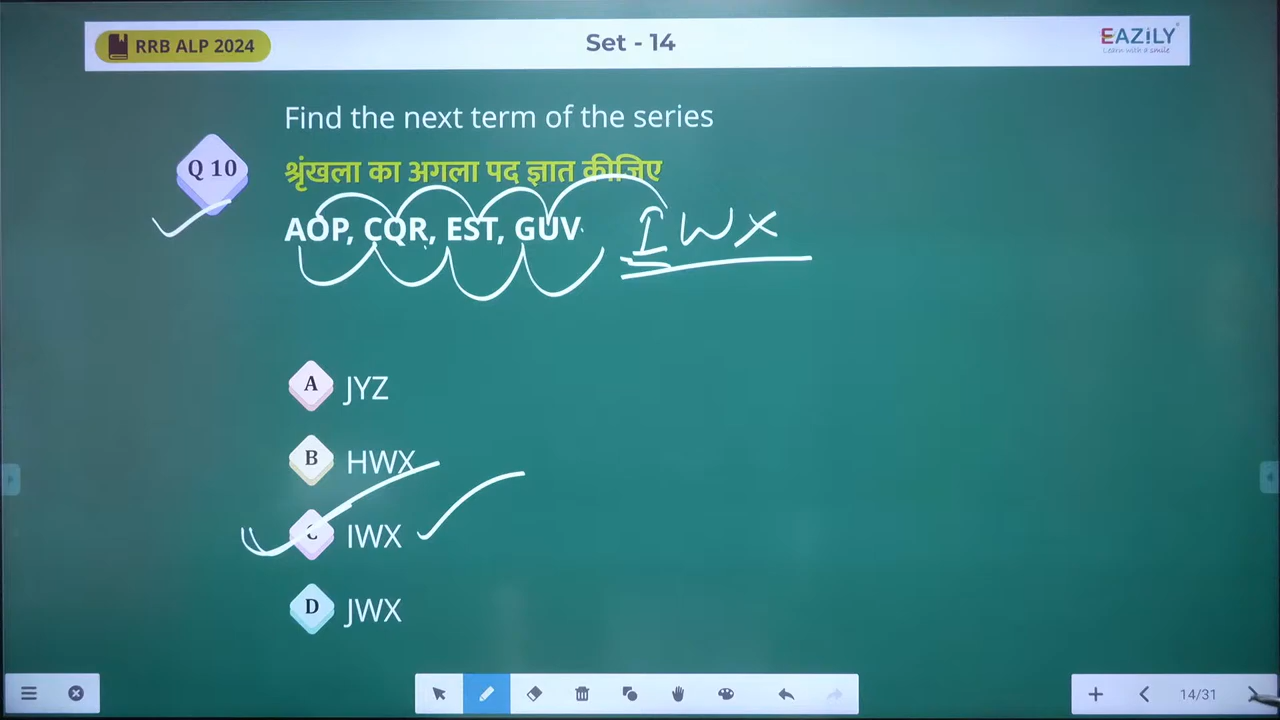 RRB ALP 2024
Set - 14
EAZILY
Learn with a smile
Find the next term of the series
Q 10
श्रृंखला का अगला पद ज्ञात कीजिए
AOP, CQR, EST, GUV IWX
A JYZ
B HWX
C IWX
D JWX
14/31